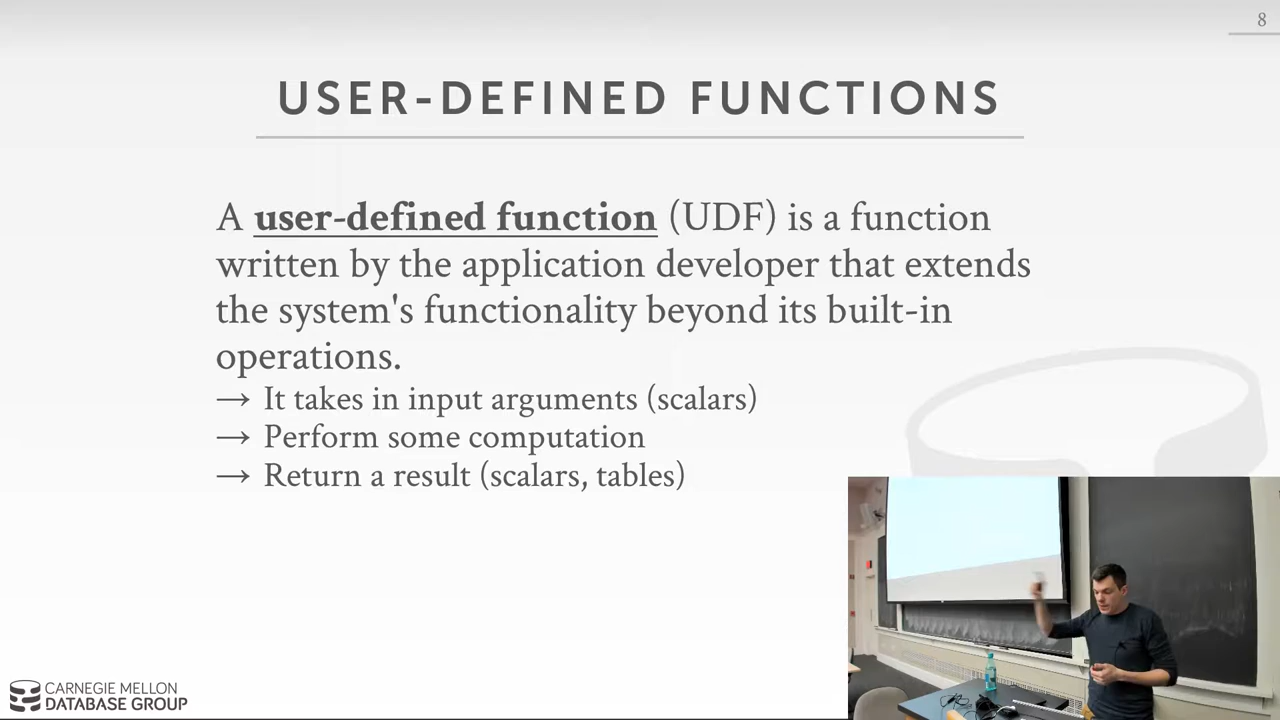 8
USER-DEFINED FUNCTIONS
A user-defined function (UDF) is a function
written by the application developer that extends
the system's functionality beyond its built-in
operations.
→ It takes in input arguments (scalars)
→ Perform some computation
→ Return a result (scalars, tables)
CARNEGIE MELLON
DATABASE GROUP